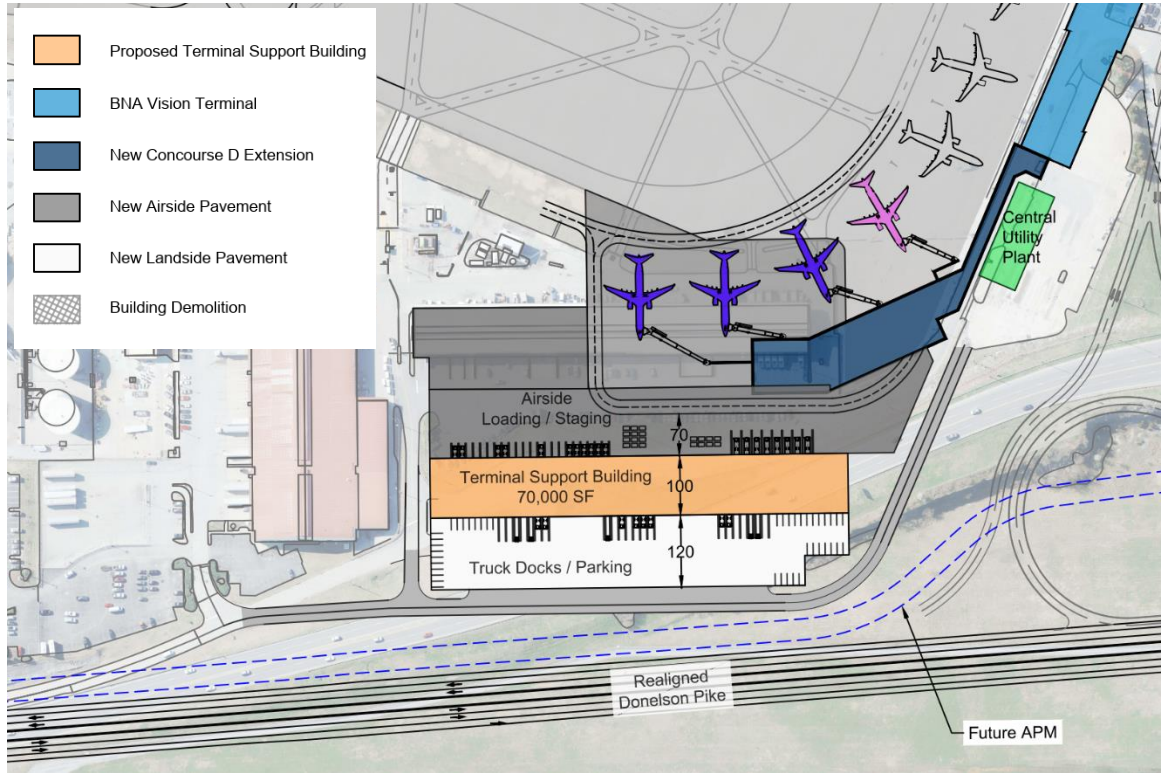 Proposed Terminal Support Building
BNA Vision Terminal
New Concourse D Extension
New Airside Pavement
New Landside Pavement
Building Demolition
Central
Utility
Plant
Airside
Loading / Staging
70
Terminal Support Building
70,000 SF
100
120
Truck Docks / Parking
Realigned
Donelson Pike
Future APM